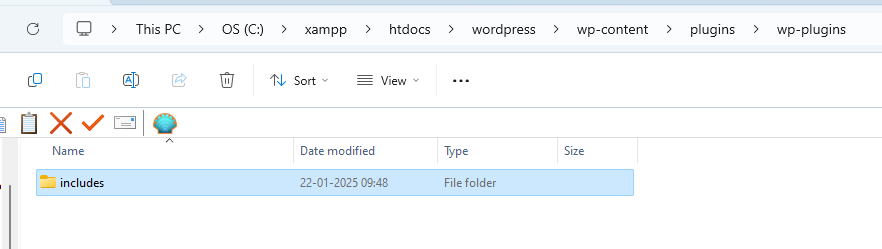 This PC > OS (C:) > xampp > htdocs > wordpress > wp-content > plugins > wp-plugins
Sort View ...
Name Date modified Type Size
includes 22-01-2025 09:48 File folder